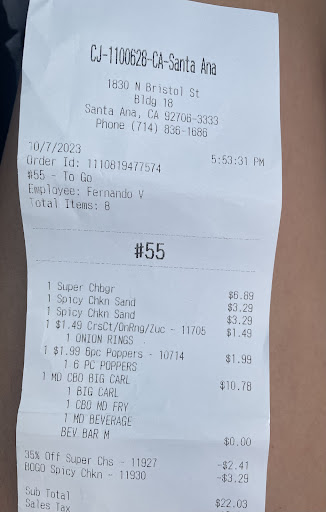 CJ-1100628-CA-Santa Ana
1830 N Bristol St
Bldg 18
Santa Ana, CA 92706-3333
Phone (714) 836-1686
10/7/2023 5:53:31 PM
Order Id: 1110819477574
#55 - To Go
Employee: Fernando V
Total Items: 8
#55
1 Super Chbgr $6.89
1 Spicy Chkn Sand $3.29
1 Spicy Chkn Sand $3.29
1 $1.49 CrsCt/OnRng/Zuc - 11705 $1.49
1 ONION RINGS
1 $1.99 6pc Poppers - 10714 $1.99
1 6 PC POPPERS
1 MD CBO BIG CARL $10.78
1 BIG CARL
1 CBO MD FRY
1 MD BEVERAGE
BEV BAR M $0.00
35% Off Super Chs - 11927 -$2.41
BOGO Spicy Chkn - 11930 -$3.29
Sub Total $22.03
Sales Tax